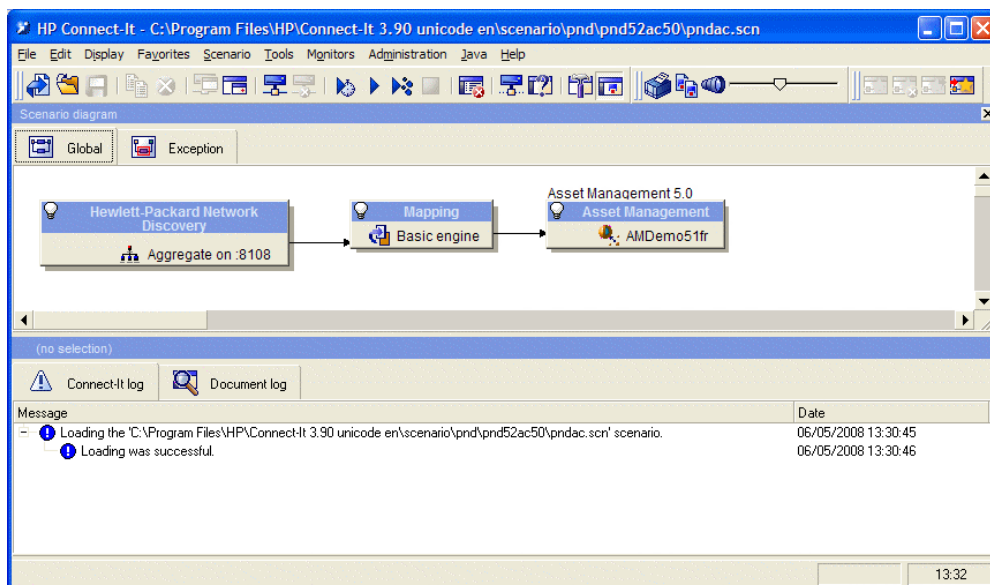 HP Connect-It - C:\Program Files\HP\Connect-It 3.90 unicode en\scenario\pnd\pnd52ac50\pndac.scn
File Edit Display Favorites Scenario Tools Monitors Administration Java Help
Scenario diagram
Global Exception
Asset Management 5.0
Hewlett-Packard Network Discovery
Aggregate on :8108
Mapping
Basic engine
Asset Management
AMDemo51fr
(no selection)
Connect-It log Document log
Message Date
Loading the 'C:\Program Files\HP\Connect-It 3.90 unicode en\scenario\pnd\pnd52ac50\pndac.scn' scenario. 06/05/2008 13:30:45
Loading was successful. 06/05/2008 13:30:46
13:32